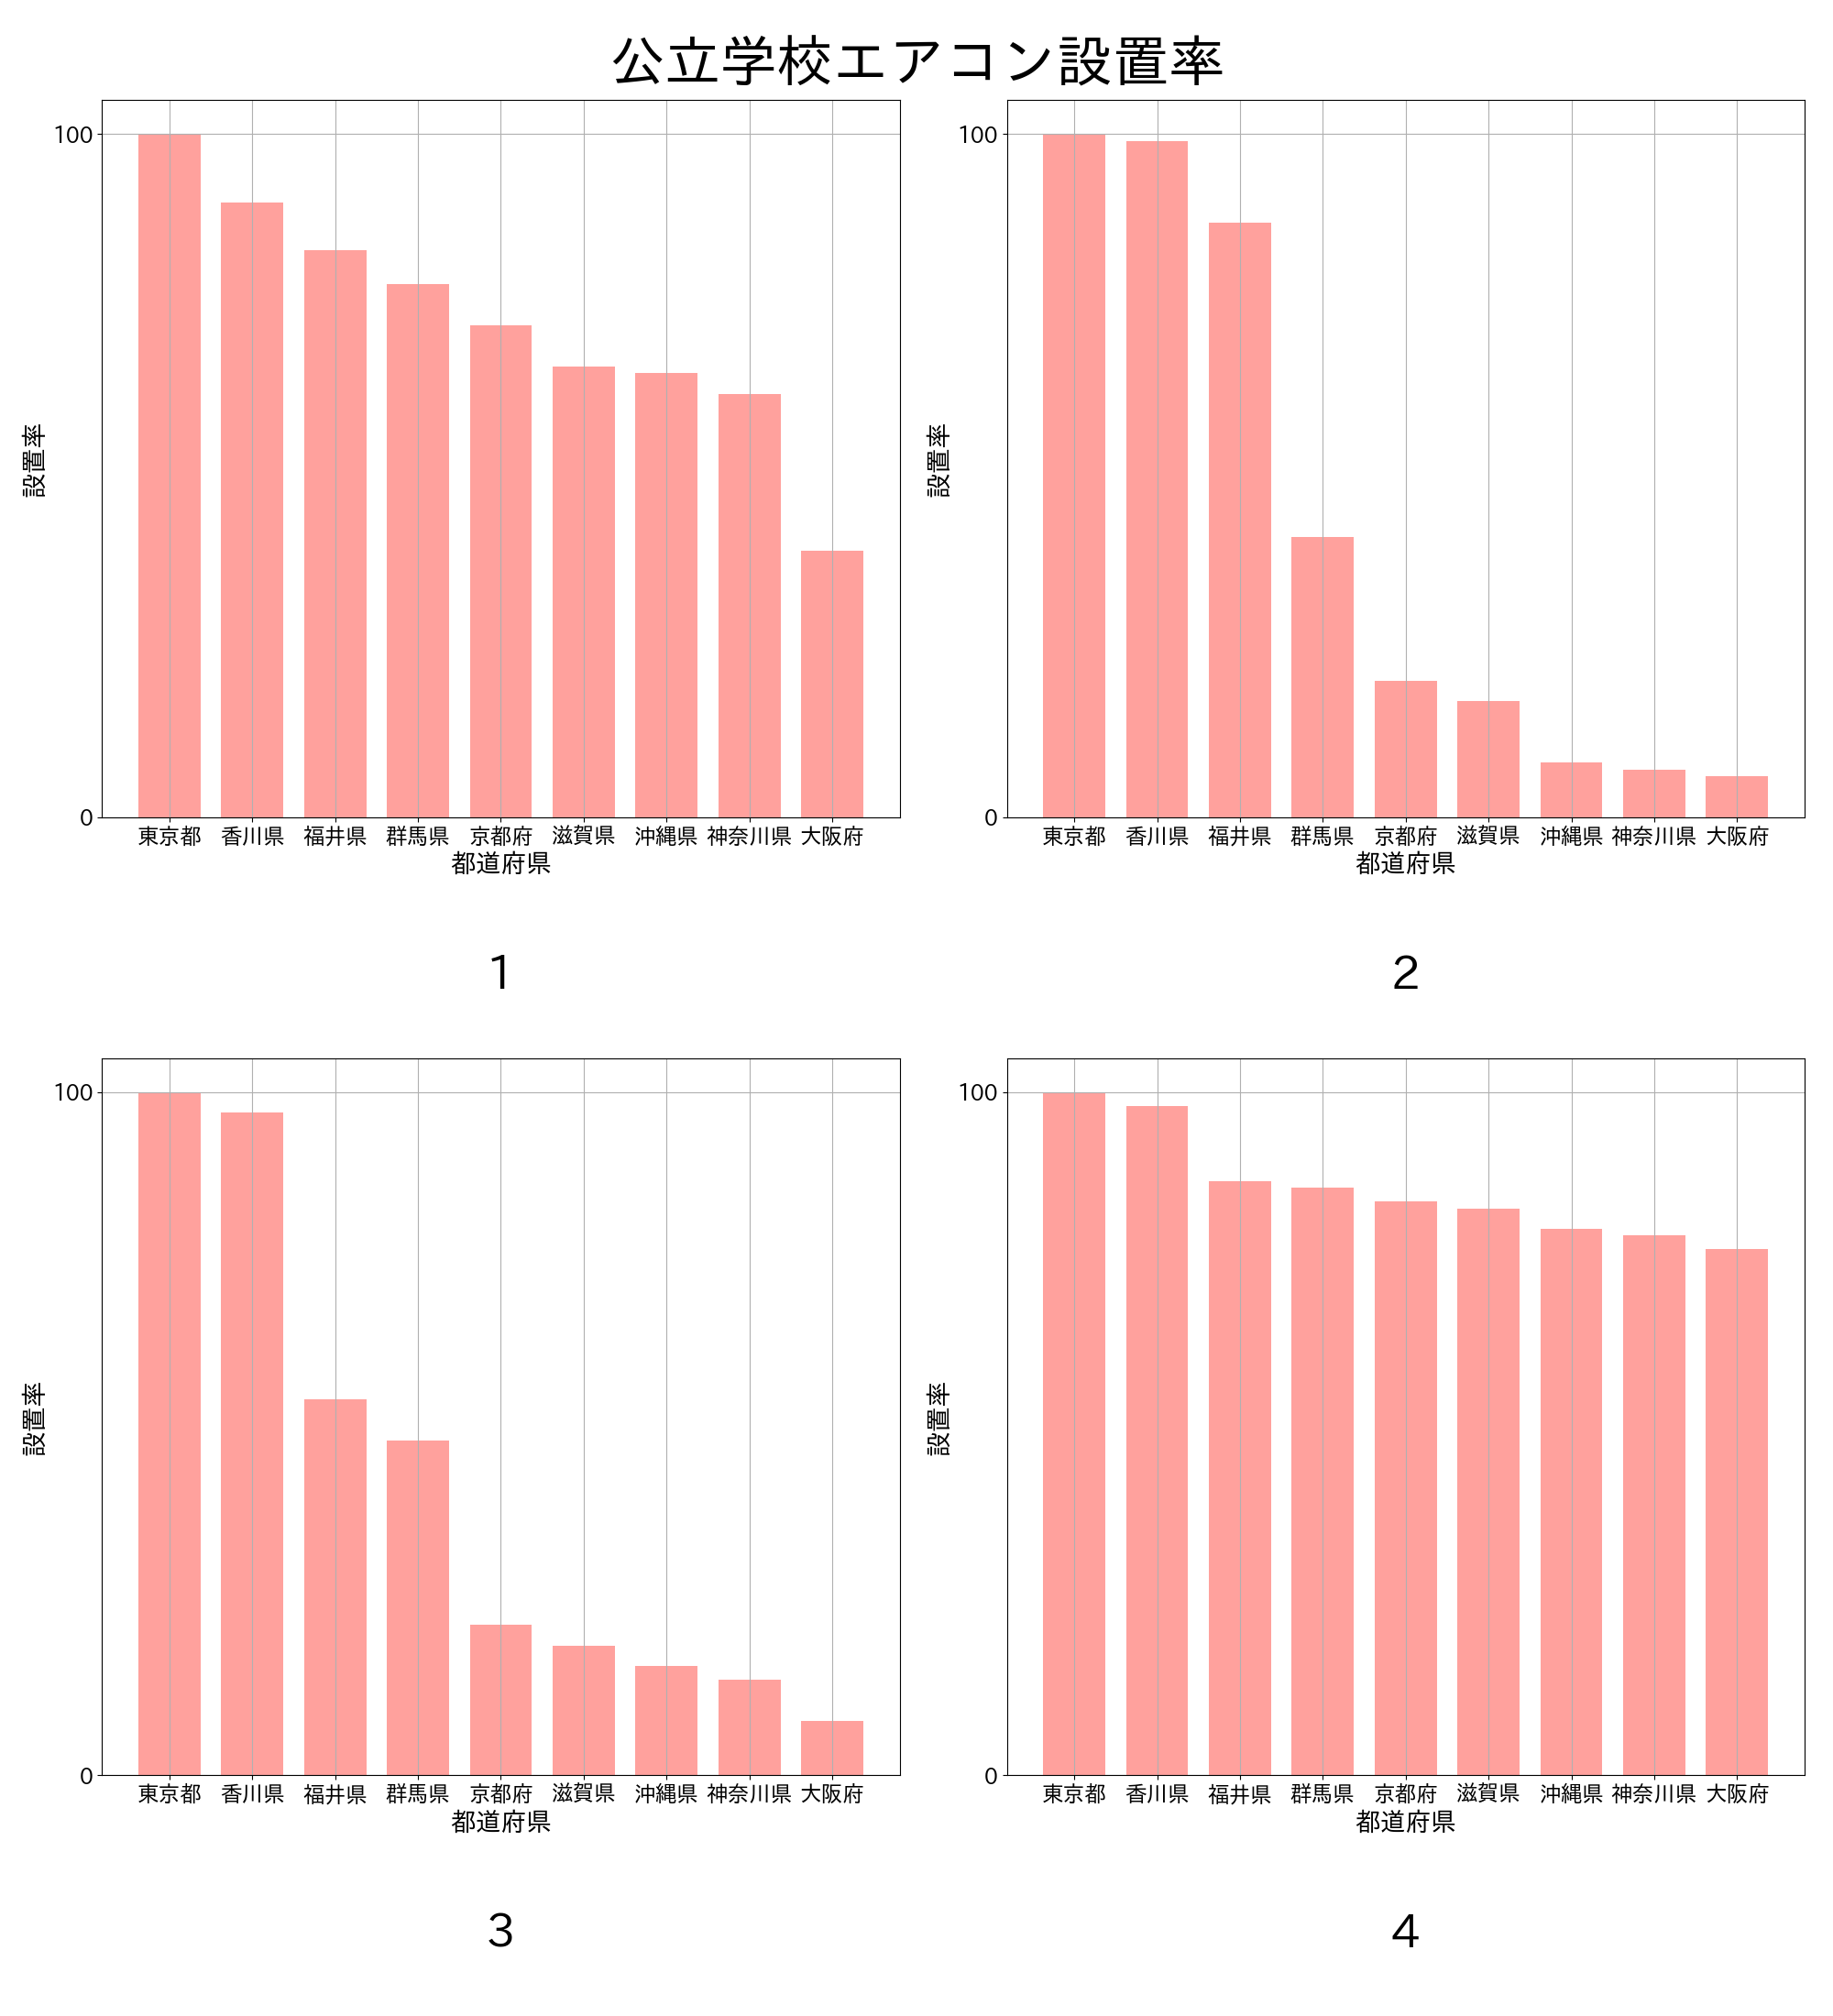 公立学校エアコン設置率
100
0
設置率
東京都 香川県 福井県 群馬県 京都府 滋賀県 沖縄県 神奈川県 大阪府
都道府県
1
100
0
設置率
東京都 香川県 福井県 群馬県 京都府 滋賀県 沖縄県 神奈川県 大阪府
都道府県
2
100
0
設置率
東京都 香川県 福井県 群馬県 京都府 滋賀県 沖縄県 神奈川県 大阪府
都道府県
3
100
0
設置率
東京都 香川県 福井県 群馬県 京都府 滋賀県 沖縄県 神奈川県 大阪府
都道府県
4